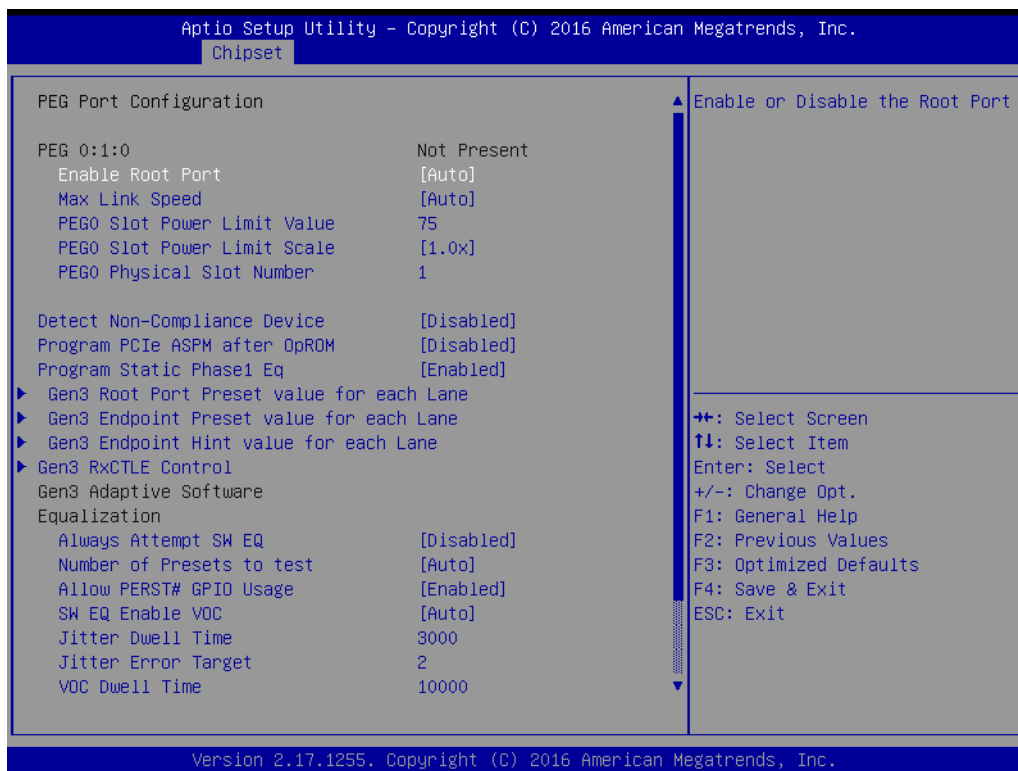 Aptio Setup Utility – Copyright (C) 2016 American Megatrends, Inc.
Chipset
PEG Port Configuration
PEG 0:1:0 Not Present
Enable Root Port [Auto]
Max Link Speed [Auto]
PEG0 Slot Power Limit Value 75
PEG0 Slot Power Limit Scale [1.0x]
PEG0 Physical Slot Number 1
Detect Non-Compliance Device [Disabled]
Program PCIe ASPM after OpROM [Disabled]
Program Static Phase1 Eq [Enabled]
Gen3 Root Port Preset value for each Lane
Gen3 Endpoint Preset value for each Lane
Gen3 Endpoint Hint value for each Lane
Gen3 RxCTLE Control
Gen3 Adaptive Software
Equalization
Always Attempt SW EQ [Disabled]
Number of Presets to test [Auto]
Allow PERST# GPIO Usage [Enabled]
SW EQ Enable VOC [Auto]
Jitter Dwell Time 3000
Jitter Error Target 2
VOC Dwell Time 10000
Enable or Disable the Root Port
→←: Select Screen
↑↓: Select Item
Enter: Select
+/-: Change Opt.
F1: General Help
F2: Previous Values
F3: Optimized Defaults
F4: Save & Exit
ESC: Exit
Version 2.17.1255. Copyright (C) 2016 American Megatrends, Inc.